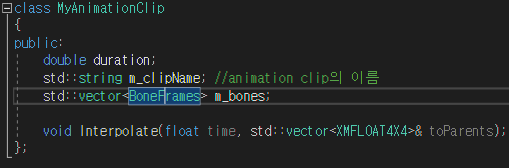 class MyAnimationClip
{
public:
double duration;
std::string m_clipName; //animation clip의 이름
std::vector<BoneFrames> m_bones;
void Interpolate(float time, std::vector<XMFLOAT4X4>& toParents);
};